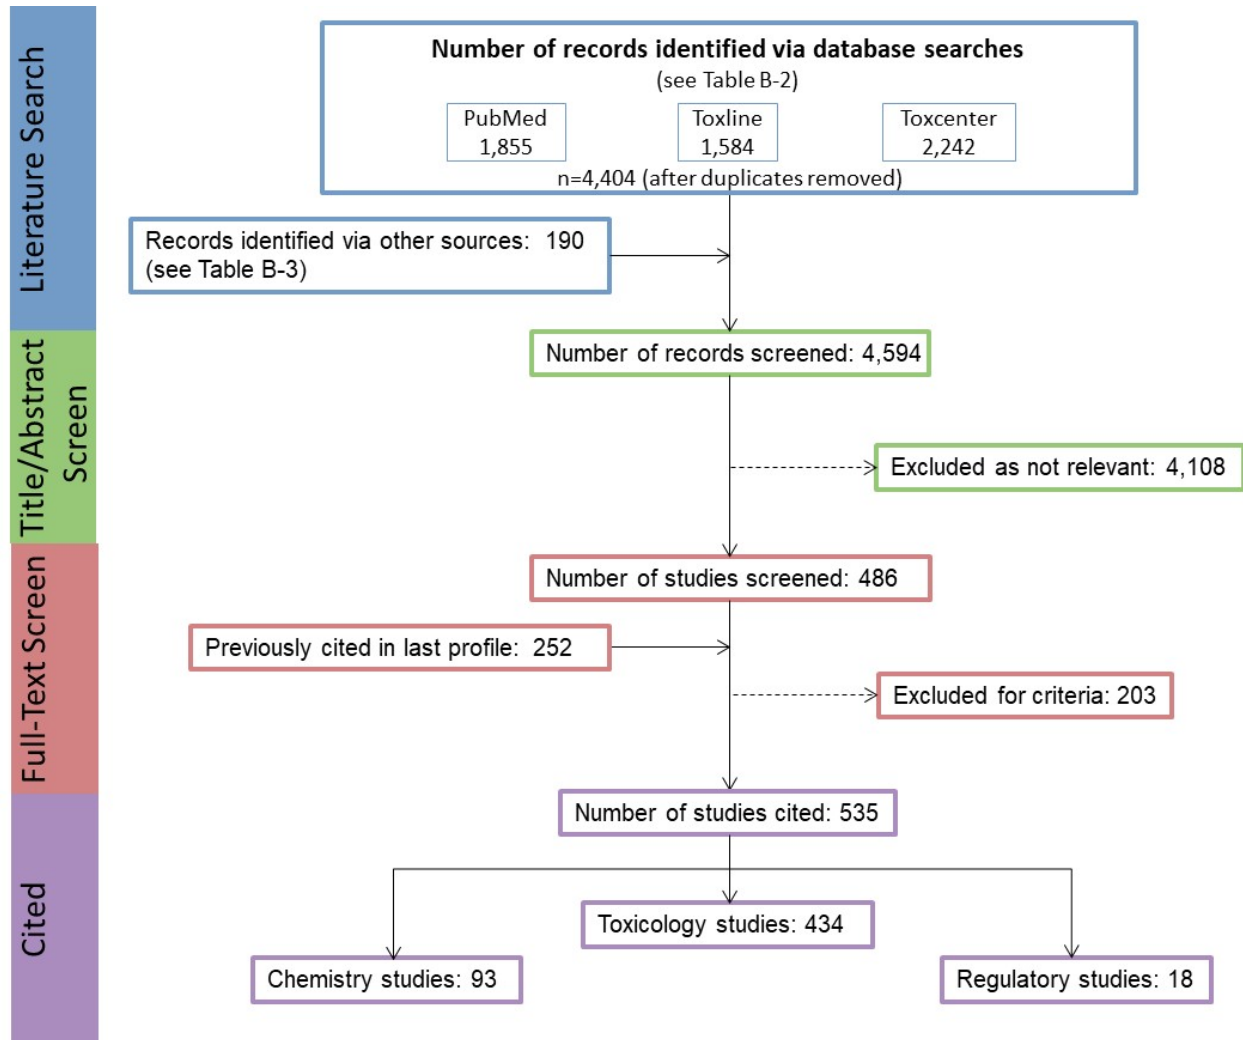 Literature Search
Number of records identified via database searches
(see Table B-2)
PubMed
1,855
Toxline
1,584
Toxcenter
2,242
n=4,404 (after duplicates removed)
Records identified via other sources: 190
(see Table B-3)
Title/Abstract
Screen
Number of records screened: 4,594
Excluded as not relevant: 4,108
Full-Text Screen
Number of studies screened: 486
Previously cited in last profile: 252
Excluded for criteria: 203
Cited
Number of studies cited: 535
Toxicology studies: 434
Chemistry studies: 93
Regulatory studies: 18